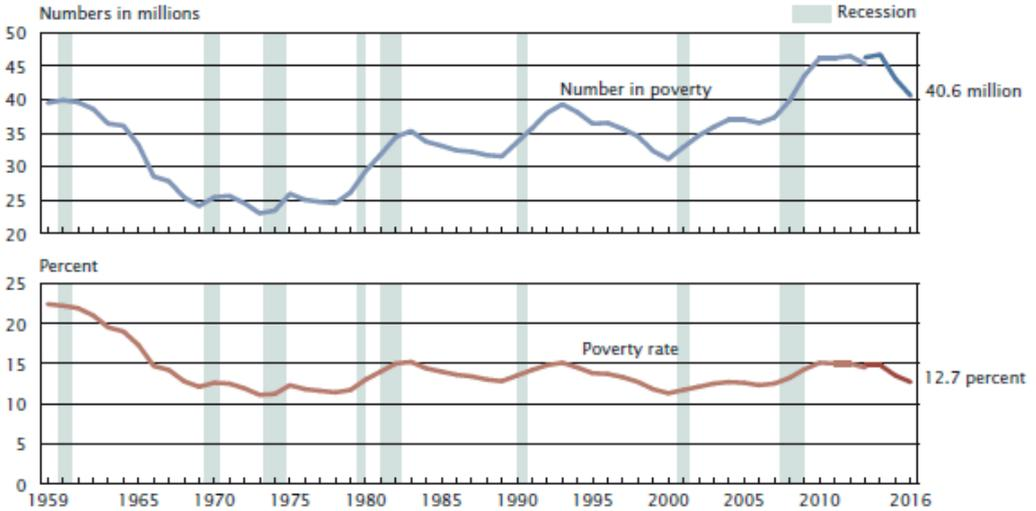 Numbers in millions
Recession
50
45
40
35
30
25
20
Number in poverty
40.6 million
Percent
25
20
15
10
5
0
Poverty rate
12.7 percent
1959 1965 1970 1975 1980 1985 1990 1995 2000 2005 2010 2016